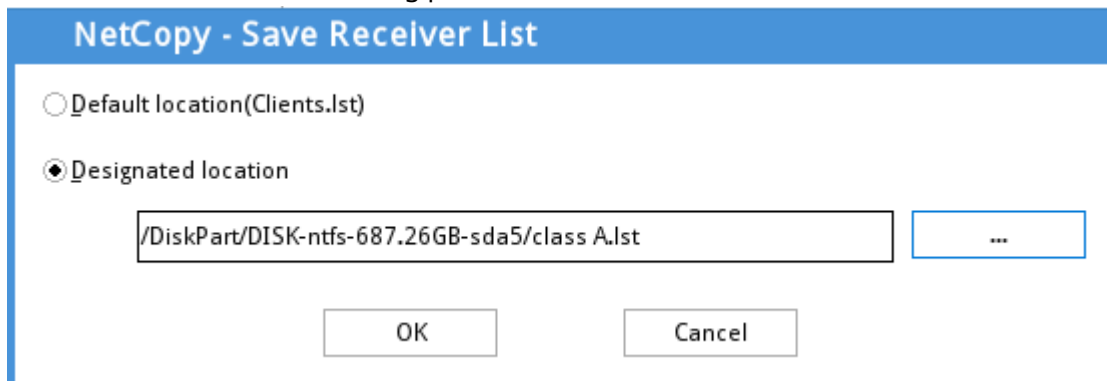 NetCopy - Save Receiver List
Default location(Clients.lst)
Designated location
/DiskPart/DISK-ntfs-687.26GB-sda5/class A.lst
...
OK Cancel